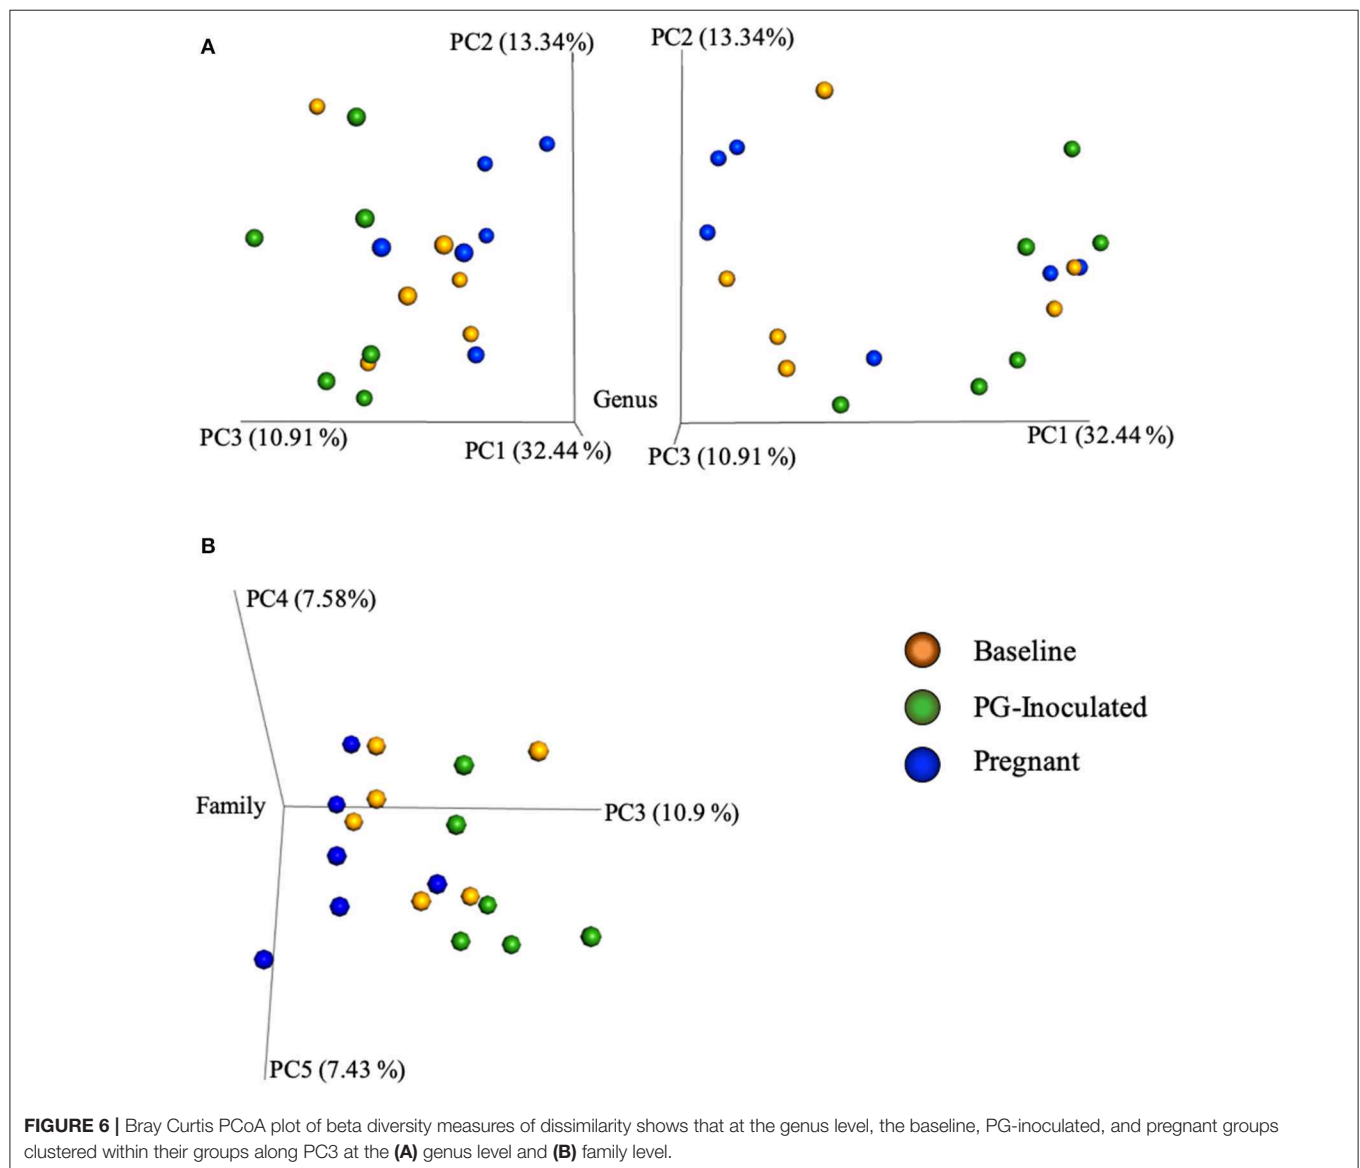 A
PC2 (13.34%)
PC2 (13.34%)
Genus
PC3 (10.91 %)
PC1 (32.44 %)
PC3 (10.91 %)
PC1 (32.44 %)
B
PC4 (7.58%)
Baseline
PG-Inoculated
Pregnant
Family
PC3 (10.9 %)
PC5 (7.43 %)
FIGURE 6 | Bray Curtis PCoA plot of beta diversity measures of dissimilarity shows that at the genus level, the baseline, PG-inoculated, and pregnant groups
clustered within their groups along PC3 at the (A) genus level and (B) family level.